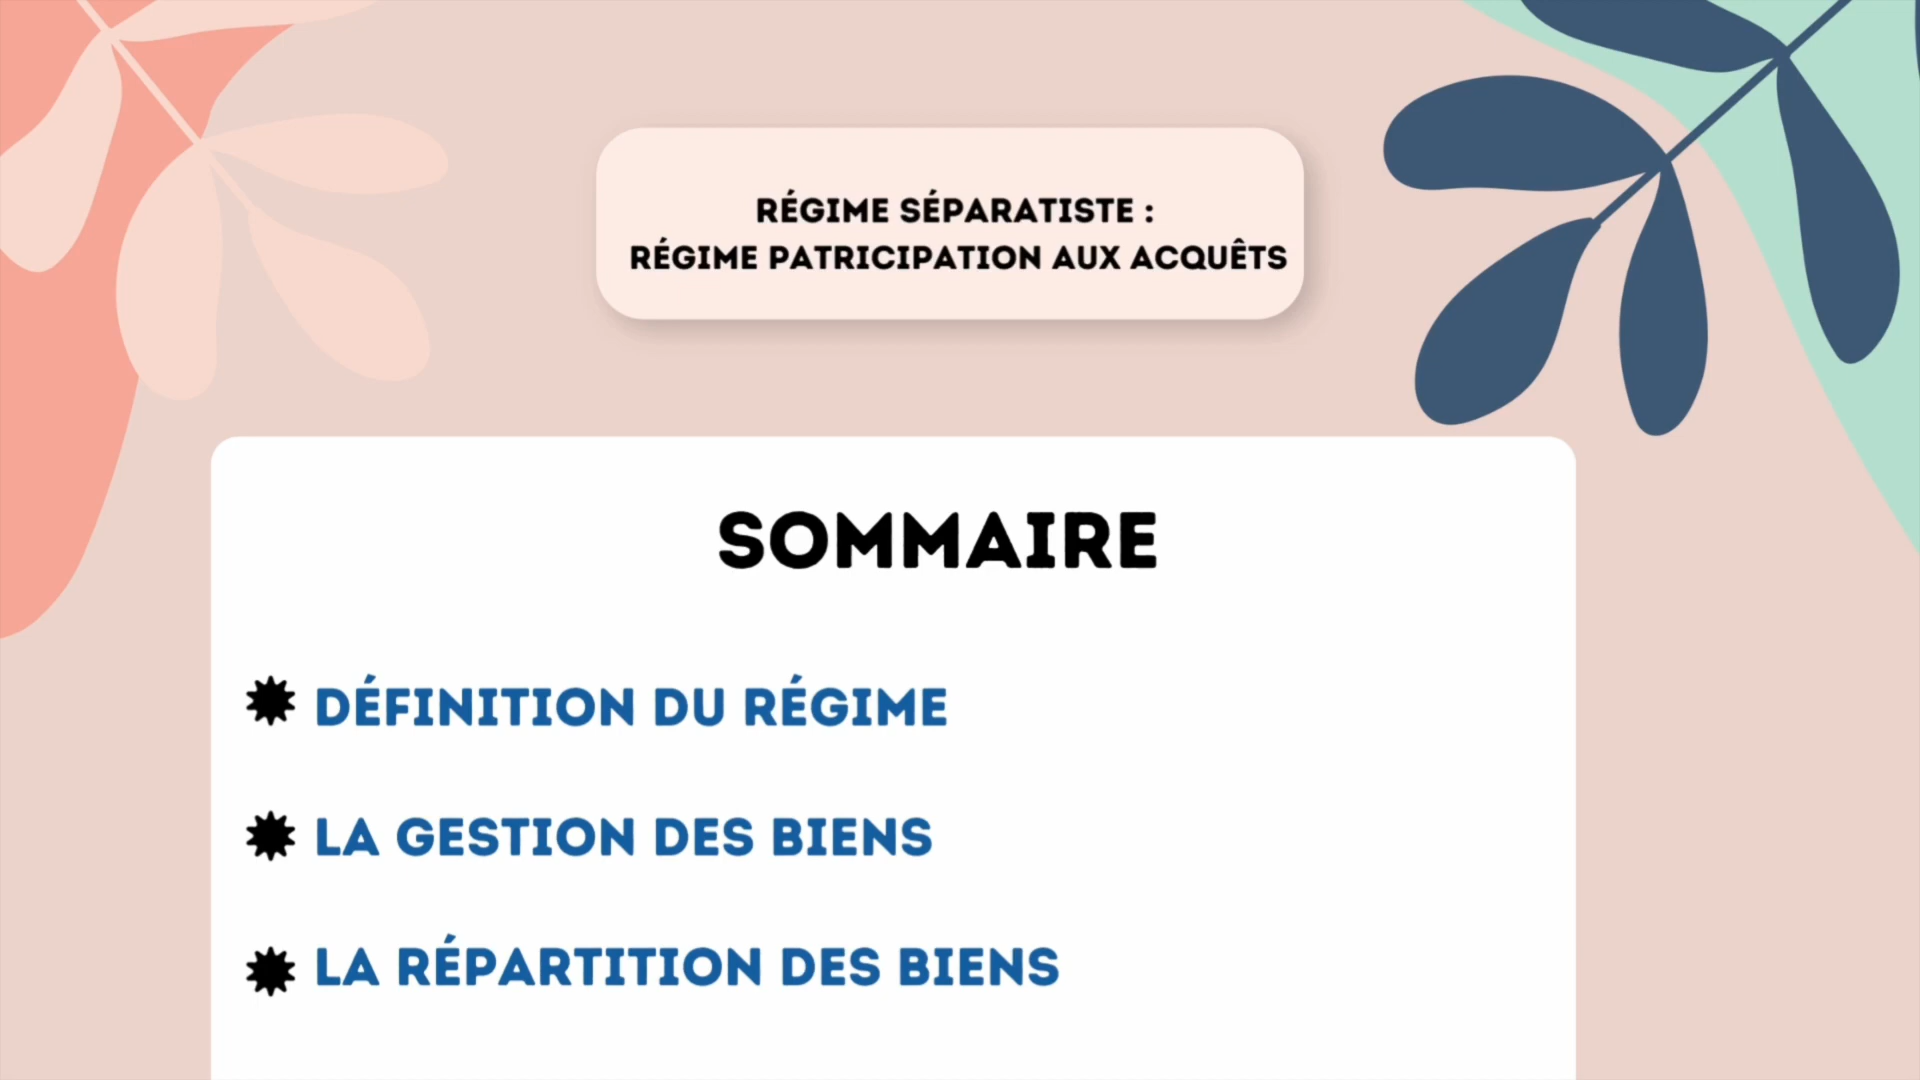 RÉGIME SÉPARATISTE :
RÉGIME PATRICIPATION AUX ACQUÊTS
SOMMAIRE
DÉFINITION DU RÉGIME
LA GESTION DES BIENS
LA RÉPARTITION DES BIENS